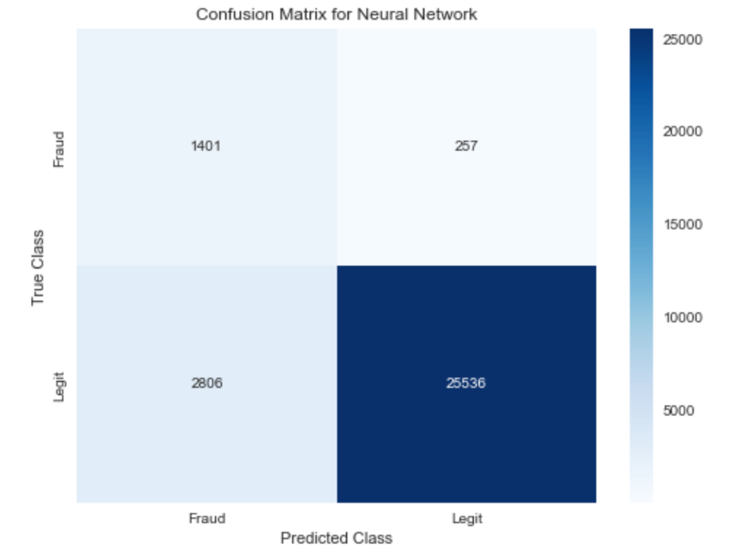 Confusion Matrix for Neural Network
25000
20000
15000
10000
5000
True Class
Fraud
1401
257
Legit
2806
25536
Fraud
Legit
Predicted Class